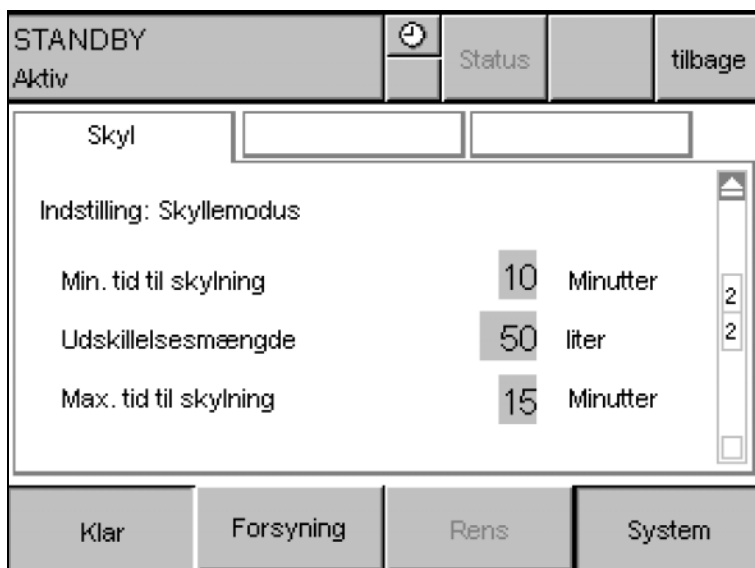 STANDBY
Aktiv
Status
tilbage
Skyl
Indstilling: Skyllemodus
Min. tid til skylning 10 Minutter
Udskillelsesmængde 50 liter
Max. tid til skylning 15 Minutter
2
2
Klar
Forsyning
Rens
System